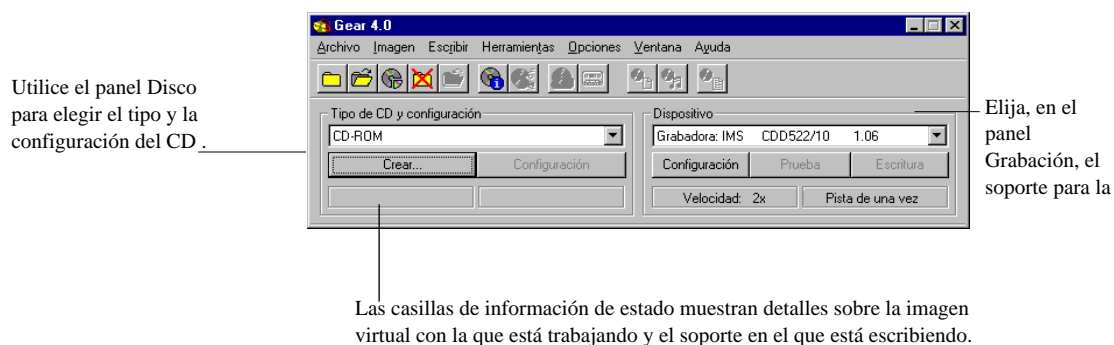 Gear 4.0
Archivo Imagen Escribir Herramientas Opciones Ventana Ayuda
Utilice el panel Disco
para elegir el tipo y la
configuración del CD .
Tipo de CD y configuración
CD-ROM
Crear...
Configuración
Dispositivo
Grabadora: IMS CDD522/10 1.06
Configuración
Prueba
Escritura
Velocidad: 2x
Pista de una vez
Elija, en el
panel
Grabación, el
soporte para la
Las casillas de información de estado muestran detalles sobre la imagen
virtual con la que está trabajando y el soporte en el que está escribiendo.